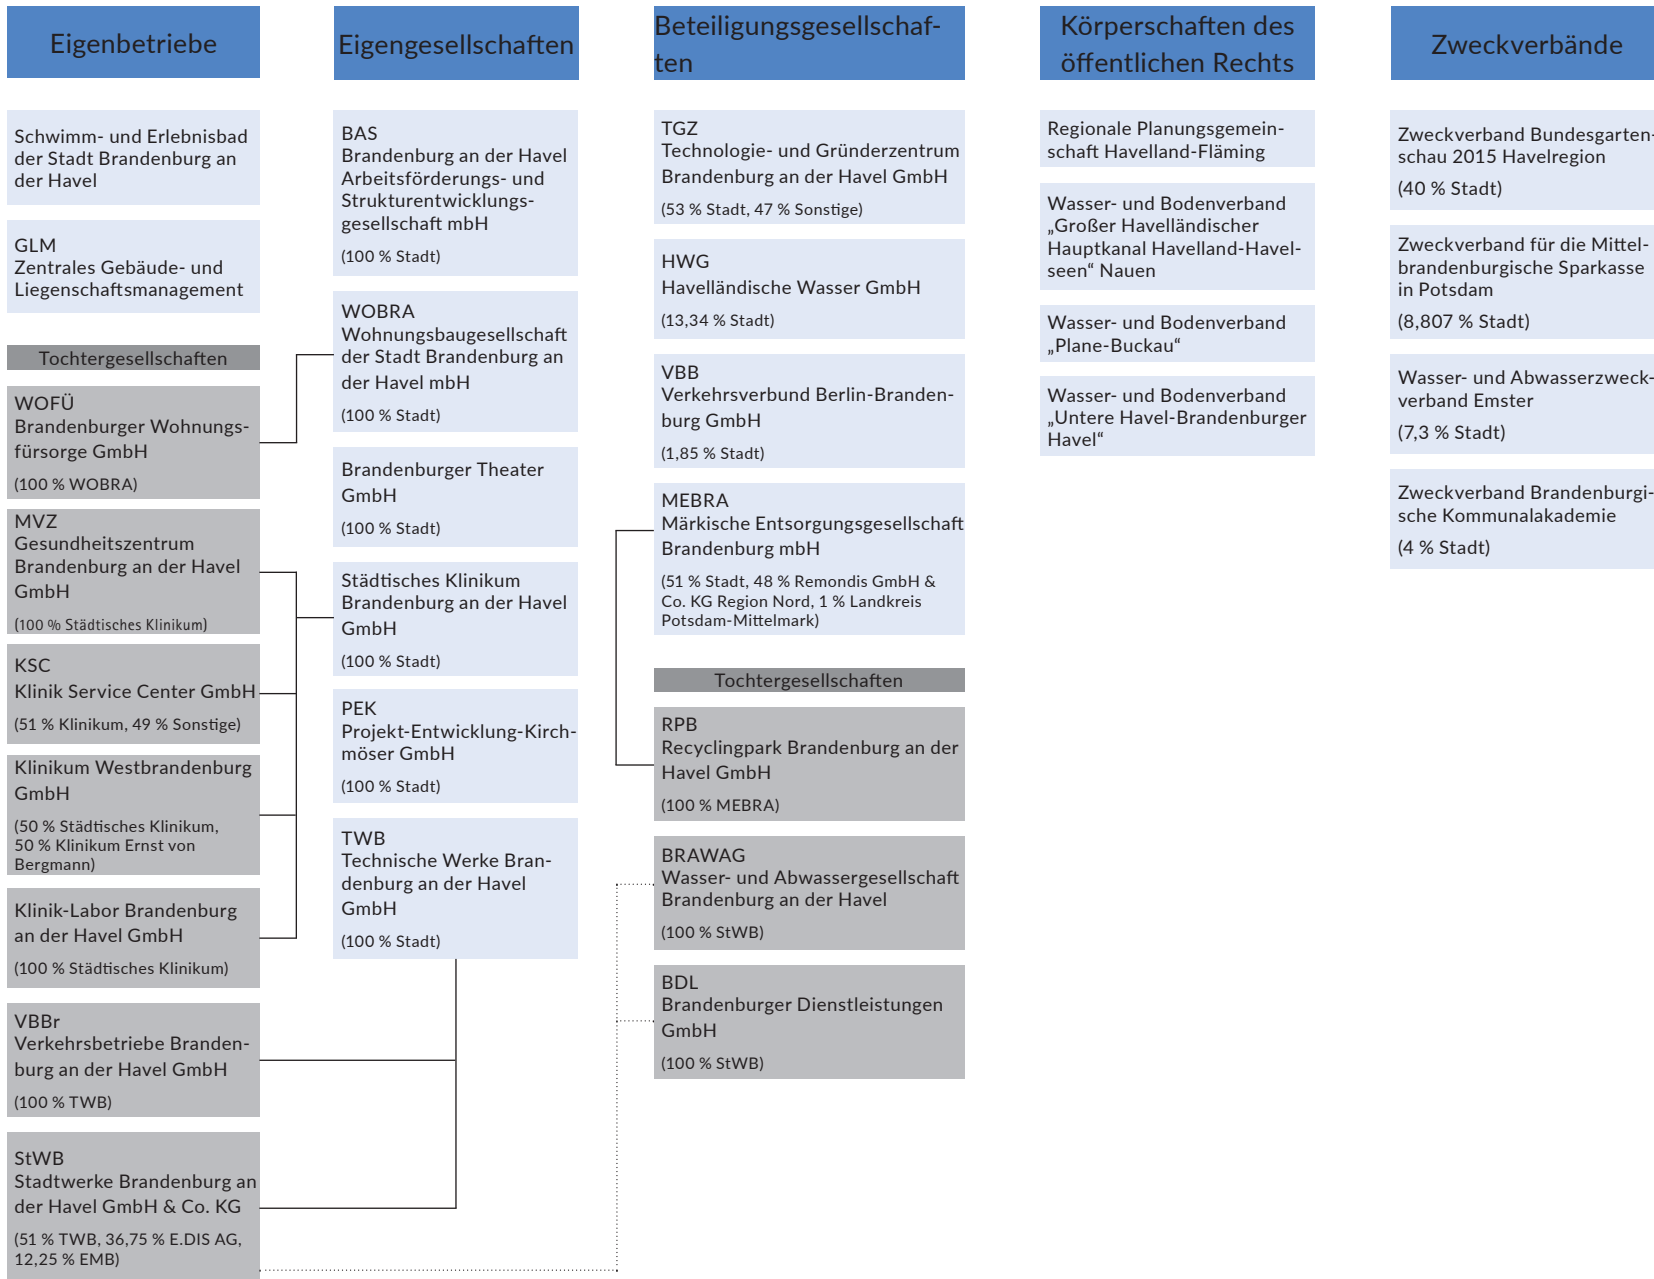 Eigenbetriebe
Schwimm- und Erlebnisbad
der Stadt Brandenburg an
der Havel
GLM
Zentrales Gebäude- und
Liegenschaftsmanagement
Tochtergesellschaften
WOFÜ
Brandenburger Wohnungs-
fürsorge GmbH
(100 % WOBRA)
MVZ
Gesundheitszentrum
Brandenburg an der Havel
GmbH
(100 % Städtisches Klinikum)
KSC
Klinik Service Center GmbH
(51 % Klinikum, 49 % Sonstige)
Klinikum Westbrandenburg
GmbH
(50 % Städtisches Klinikum,
50 % Klinikum Ernst von
Bergmann)
Klinik-Labor Brandenburg
an der Havel GmbH
(100 % Städtisches Klinikum)
VBBr
Verkehrsbetriebe Branden-
burg an der Havel GmbH
(100 % TWB)
StWB
Stadtwerke Brandenburg an
der Havel GmbH & Co. KG
(51 % TWB, 36,75 % E.DIS AG,
12,25 % EMB)
Eigengesellschaften
BAS
Brandenburg an der Havel
Arbeitsförderungs- und
Strukturentwicklungs-
gesellschaft mbH
(100 % Stadt)
WOBRA
Wohnungsbaugesellschaft
der Stadt Brandenburg an
der Havel mbH
(100 % Stadt)
Brandenburger Theater
GmbH
(100 % Stadt)
Städtisches Klinikum
Brandenburg an der Havel
GmbH
(100 % Stadt)
PEK
Projekt-Entwicklung-Kirch-
möser GmbH
(100 % Stadt)
TWB
Technische Werke Bran-
denburg an der Havel
GmbH
(100 % Stadt)
Beteiligungsgesellschaf-
ten
TGZ
Technologie- und Gründerzentrum
Brandenburg an der Havel GmbH
(53 % Stadt, 47 % Sonstige)
HWG
Havelländische Wasser GmbH
(13,34 % Stadt)
VBB
Verkehrsverbund Berlin-Branden-
burg GmbH
(1,85 % Stadt)
MEBRA
Märkische Entsorgungsgesellschaft
Brandenburg mbH
(51 % Stadt, 48 % Remondis GmbH &
Co. KG Region Nord, 1 % Landkreis
Potsdam-Mittelmark)
Tochtergesellschaften
RPB
Recyclingpark Brandenburg an der
Havel GmbH
(100 % MEBRA)
BRAWAG
Wasser- und Abwassergesellschaft
Brandenburg an der Havel
(100 % StWB)
BDL
Brandenburger Dienstleistungen
GmbH
(100 % StWB)
Körperschaften des
öffentlichen Rechts
Regionale Planungsgemein-
schaft Havelland-Fläming
Wasser- und Bodenverband
„Großer Havelländischer
Hauptkanal Havelland-Havel-
seen“ Nauen
Wasser- und Bodenverband
„Plane-Buckau“
Wasser- und Bodenverband
„Untere Havel-Brandenburger
Havel“
Zweckverbände
Zweckverband Bundesgarten-
schau 2015 Havelregion
(40 % Stadt)
Zweckverband für die Mittel-
brandenburgische Sparkasse
in Potsdam
(8,807 % Stadt)
Wasser- und Abwasserzweck-
verband Emster
(7,3 % Stadt)
Zweckverband Brandenburgi-
sche Kommunalakademie
(4 % Stadt)